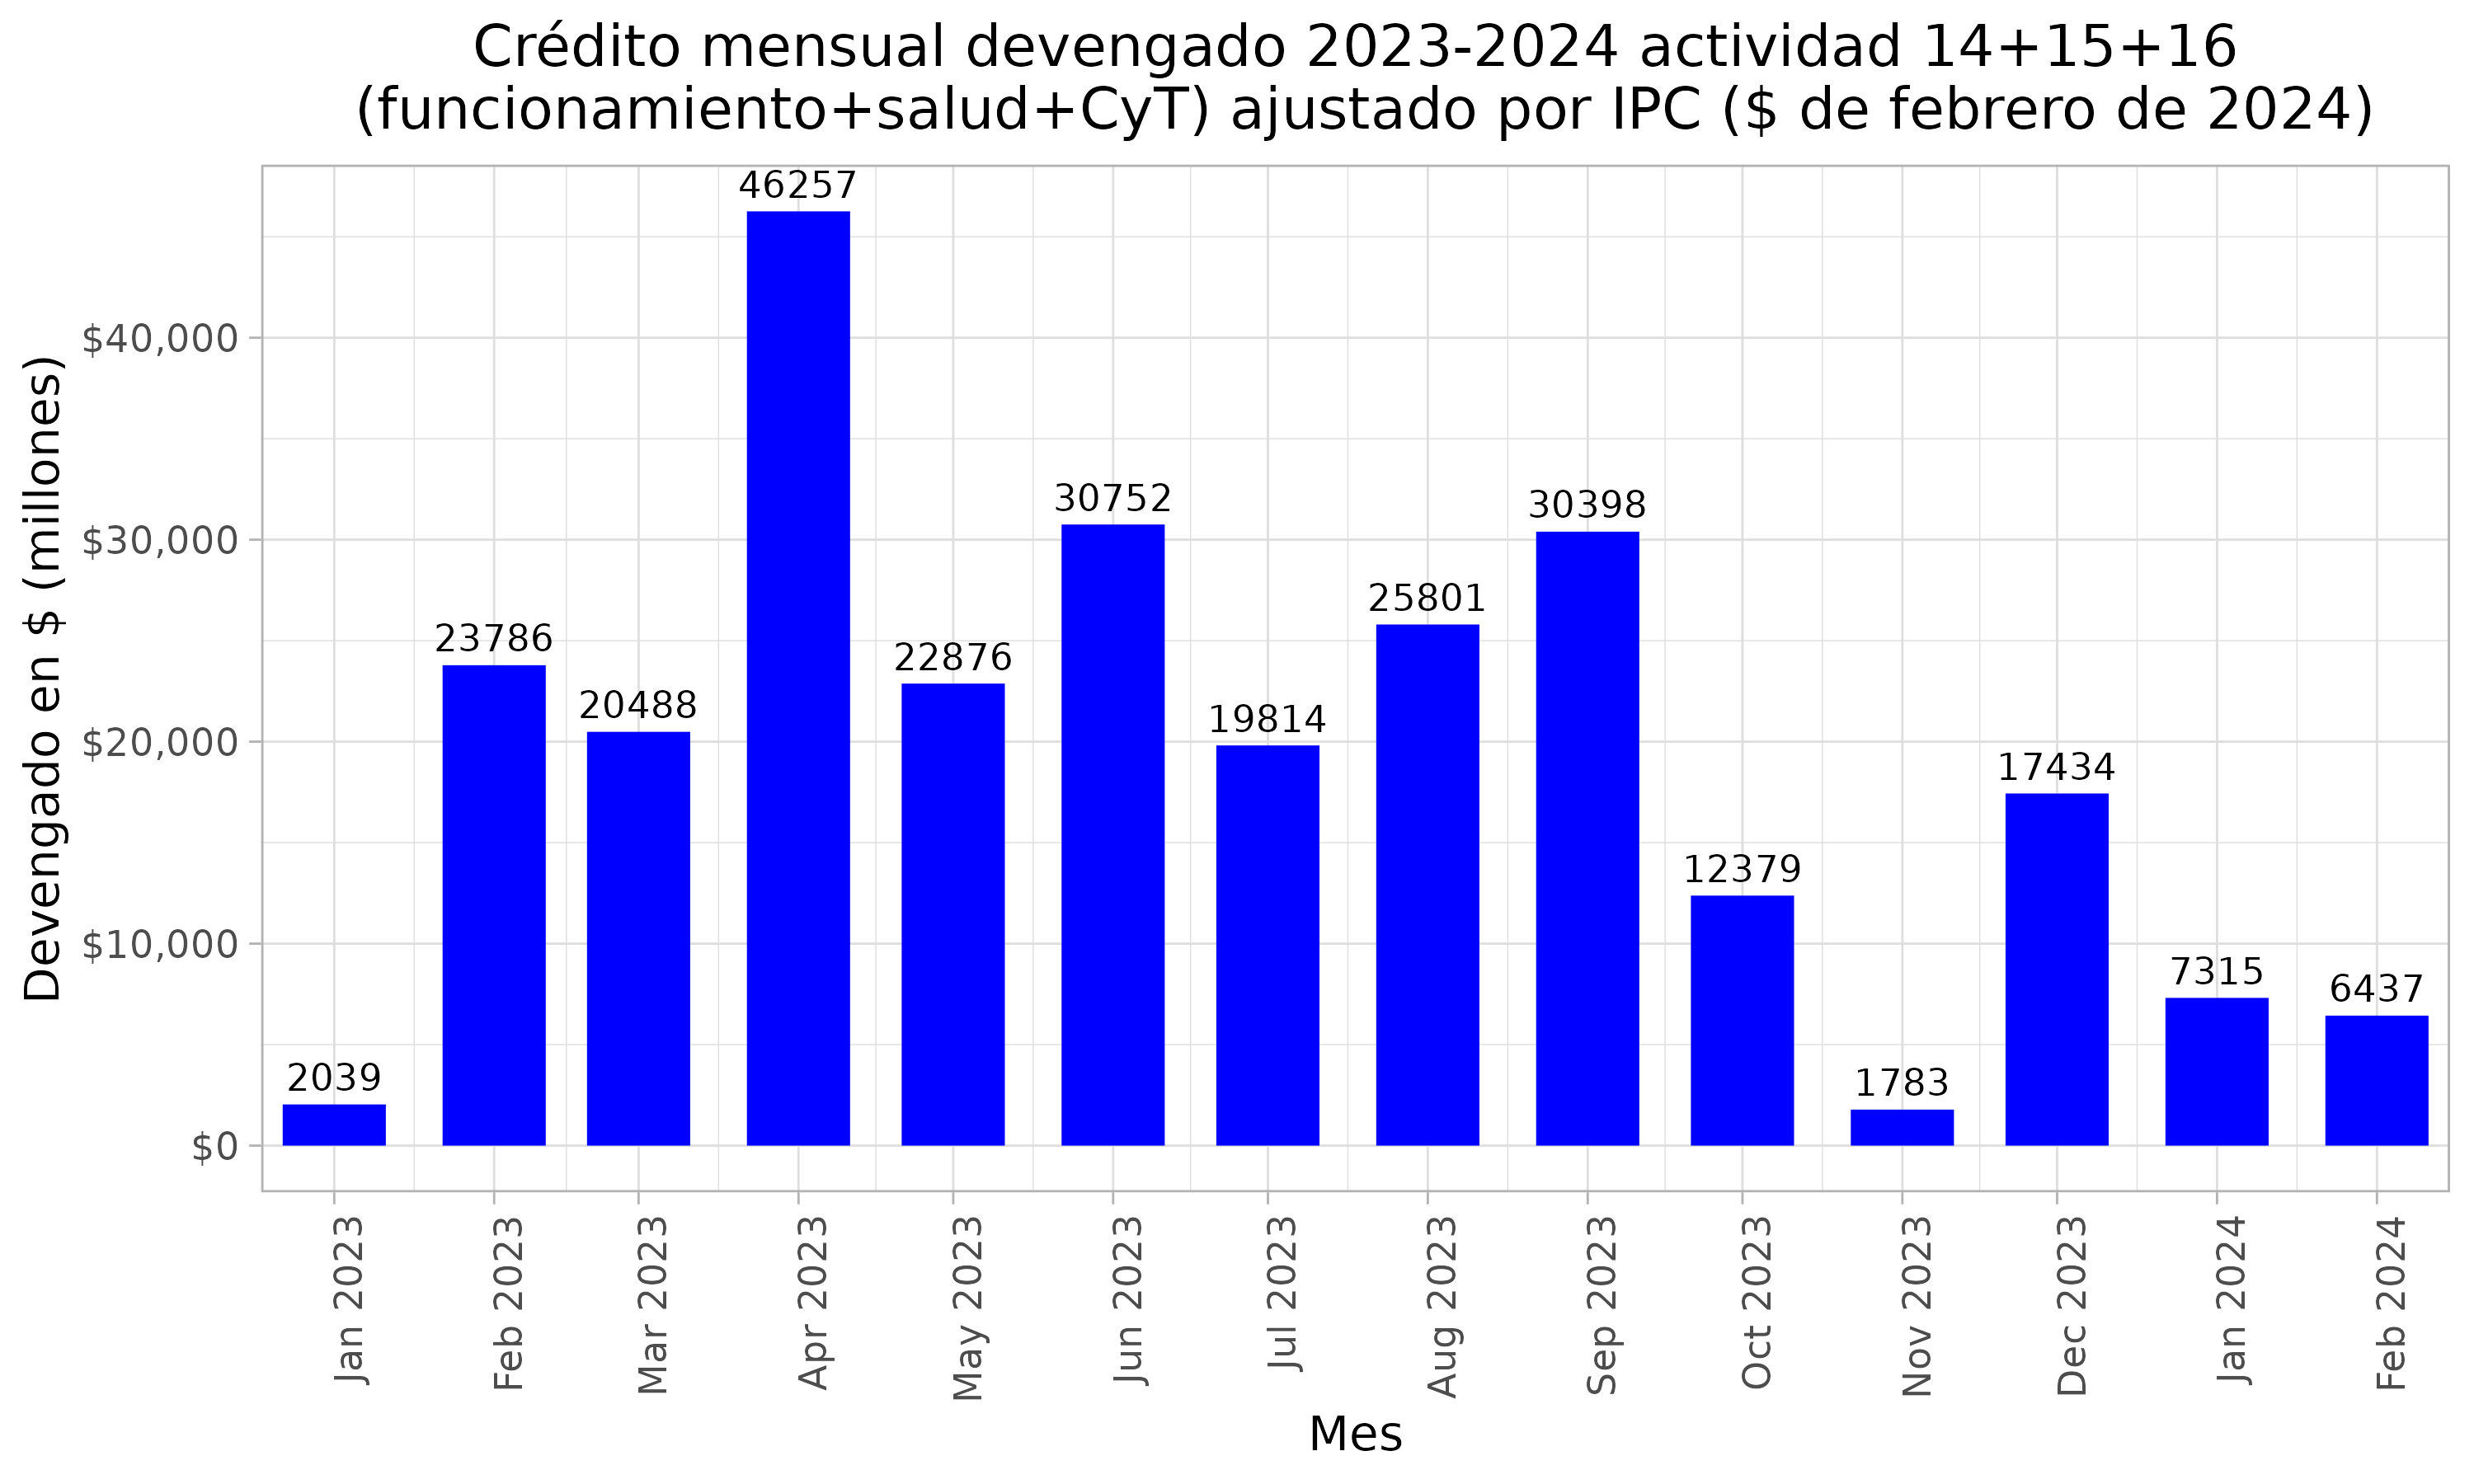 Crédito mensual devengado 2023-2024 actividad 14+15+16
(funcionamiento+salud+CyT) ajustado por IPC ($ de febrero de 2024)
Devengado en $ (millones)
$40,000
$30,000
$20,000
$10,000
$0
2039
23786
20488
46257
22876
30752
19814
25801
30398
12379
1783
17434
7315
6437
Jan 2023
Feb 2023
Mar 2023
Apr 2023
May 2023
Jun 2023
Jul 2023
Aug 2023
Sep 2023
Oct 2023
Nov 2023
Dec 2023
Jan 2024
Feb 2024
Mes